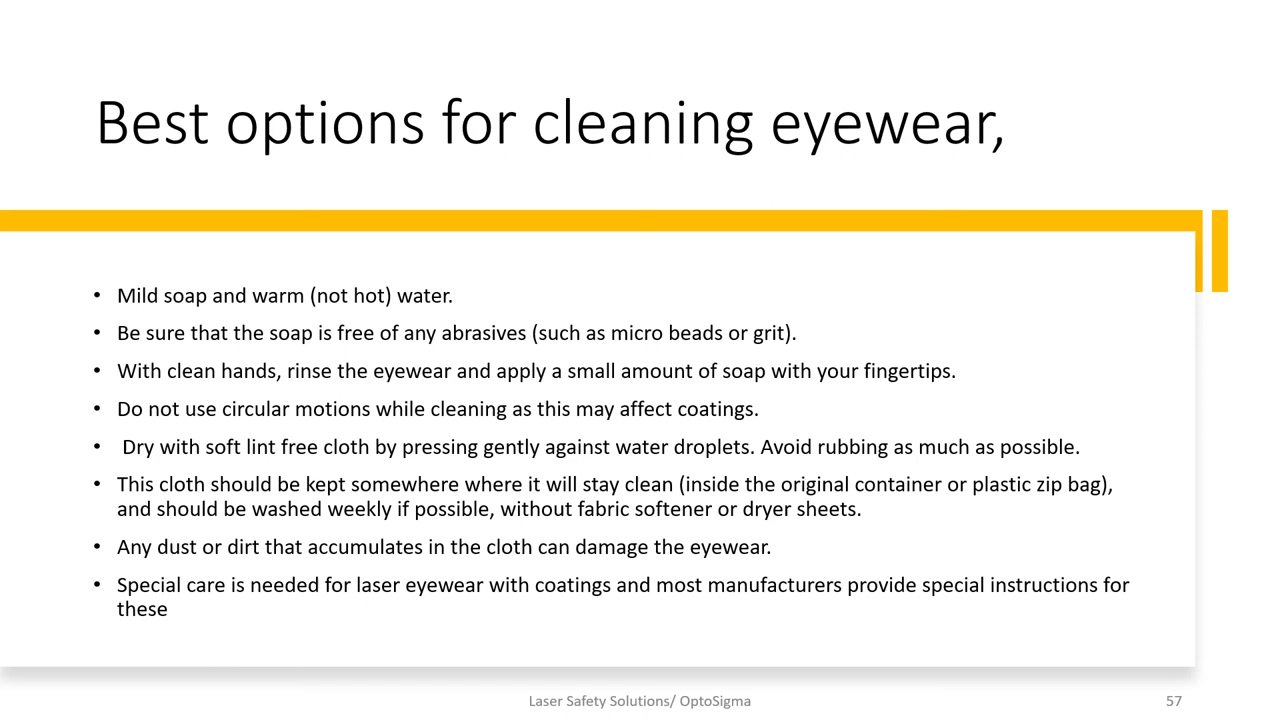 Best options for cleaning eyewear,
• Mild soap and warm (not hot) water.
• Be sure that the soap is free of any abrasives (such as micro beads or grit).
• With clean hands, rinse the eyewear and apply a small amount of soap with your fingertips.
• Do not use circular motions while cleaning as this may affect coatings.
• Dry with soft lint free cloth by pressing gently against water droplets. Avoid rubbing as much as possible.
• This cloth should be kept somewhere where it will stay clean (inside the original container or plastic zip bag),
and should be washed weekly if possible, without fabric softener or dryer sheets.
• Any dust or dirt that accumulates in the cloth can damage the eyewear.
• Special care is needed for laser eyewear with coatings and most manufacturers provide special instructions for
these
Laser Safety Solutions/ OptoSigma
57